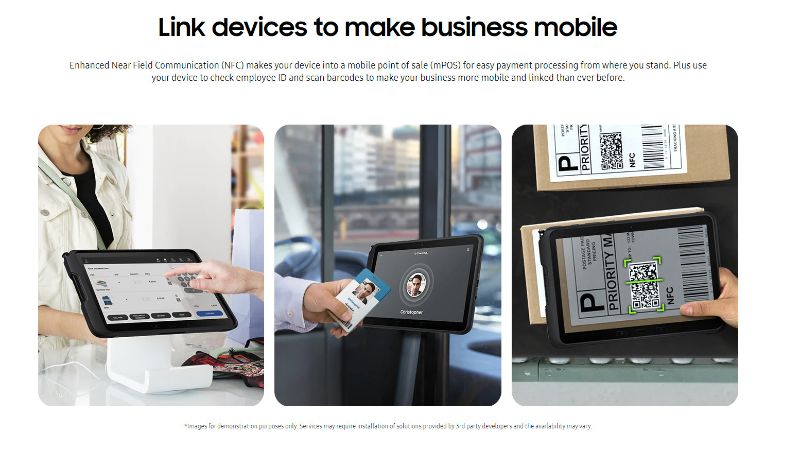 Link devices to make business mobile
Enhanced Near Field Communication (NFC) makes your device into a mobile point of sale (mPOS) for easy payment processing from where you stand. Plus use
your device to check employee ID and scan barcodes to make your business more mobile and linked than ever before.
Christopher
P
PRIORITY
NFC
POSTAGE
STANDARD
PRICING
P
PRIORITY MA
NFC
*Images for demonstration purposes only. Services may require installation of solutions provided by 3rd party developers and the availability may vary.